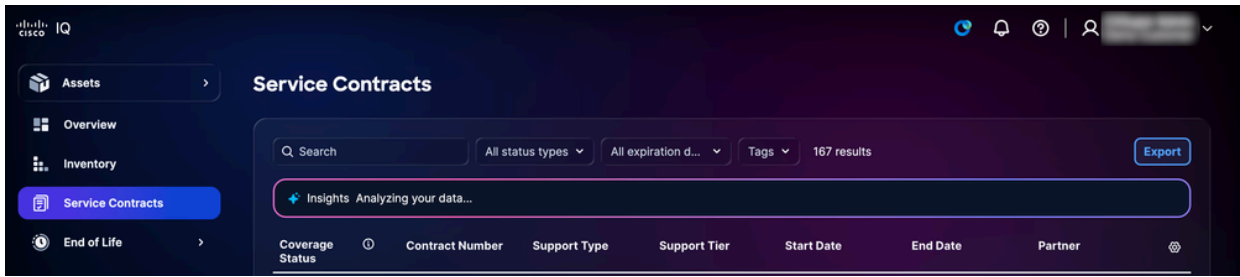 cisco IQ
Assets
Service Contracts
Overview
Search All status types All expiration d... Tags 167 results Export
Inventory
Insights Analyzing your data...
Service Contracts
End of Life
Coverage Status Contract Number Support Type Support Tier Start Date End Date Partner